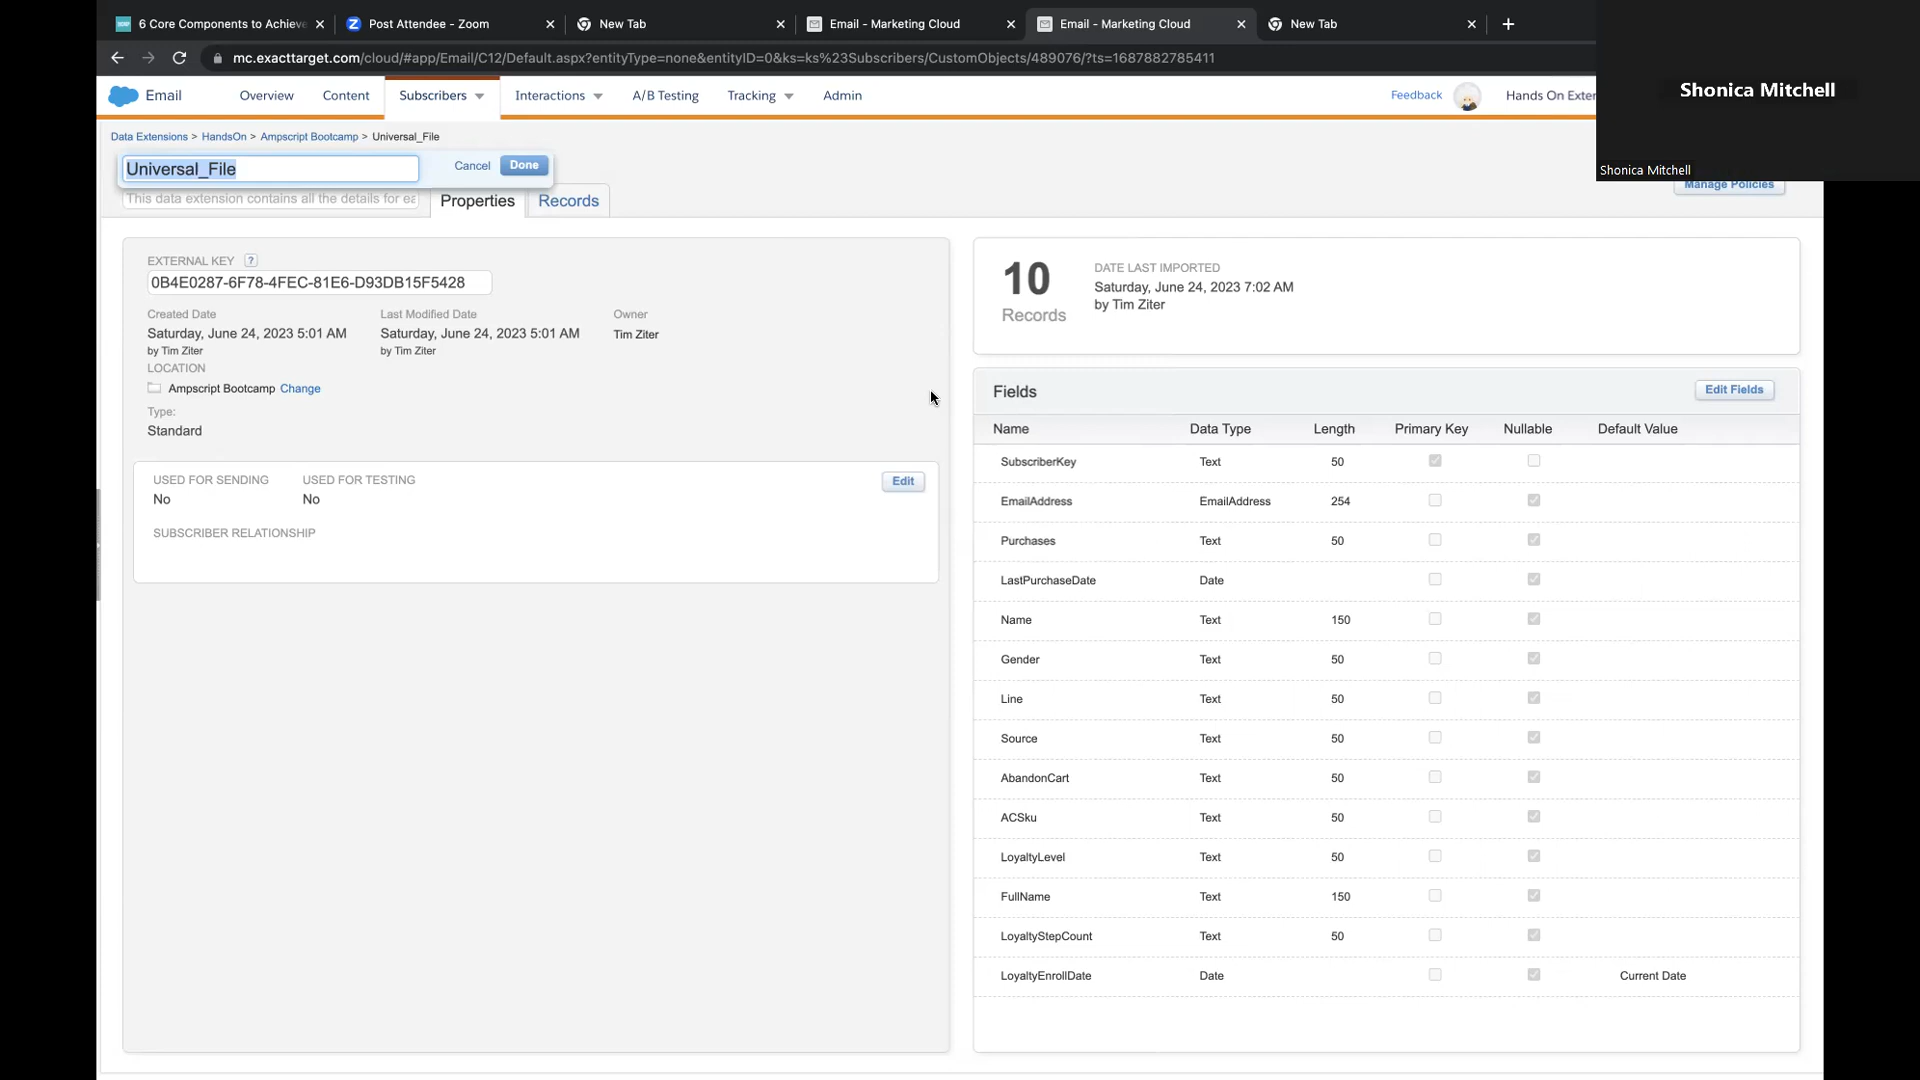 6 Core Components to Achieve
Post Attendee - Zoom
New Tab
Email - Marketing Cloud
Email - Marketing Cloud
New Tab
mc.exacttarget.com/cloud/#app/Email/C12/Default.aspx?entityType=none&entityID=0&ks=ks%23Subscribers/CustomObjects/489076/?ts=1687882785411
Shonica Mitchell
Shonica Mitchell
Email
Overview
Content
Subscribers
Interactions
A/B Testing
Tracking
Admin
Feedback
Hands On Exter
Data Extensions > HandsOn > Ampscript Bootcamp > Universal_File
Universal_File
Cancel
Done
Manage Policies
This data extension contains all the details for ea
Properties
Records
EXTERNAL KEY ?
0B4E0287-6F78-4FEC-81E6-D93DB15F5428
Created Date
Saturday, June 24, 2023 5:01 AM
by Tim Ziter
Last Modified Date
Saturday, June 24, 2023 5:01 AM
by Tim Ziter
Owner
Tim Ziter
LOCATION
Ampscript Bootcamp Change
Type:
Standard
USED FOR SENDING
No
USED FOR TESTING
No
Edit
SUBSCRIBER RELATIONSHIP
10
Records
DATE LAST IMPORTED
Saturday, June 24, 2023 7:02 AM
by Tim Ziter
Fields
Edit Fields
Name Data Type Length Primary Key Nullable Default Value
SubscriberKey Text 50
EmailAddress EmailAddress 254
Purchases Text 50
LastPurchaseDate Date
Name Text 150
Gender Text 50
Line Text 50
Source Text 50
AbandonCart Text 50
ACSku Text 50
LoyaltyLevel Text 50
FullName Text 150
LoyaltyStepCount Text 50
LoyaltyEnrollDate Date Current Date